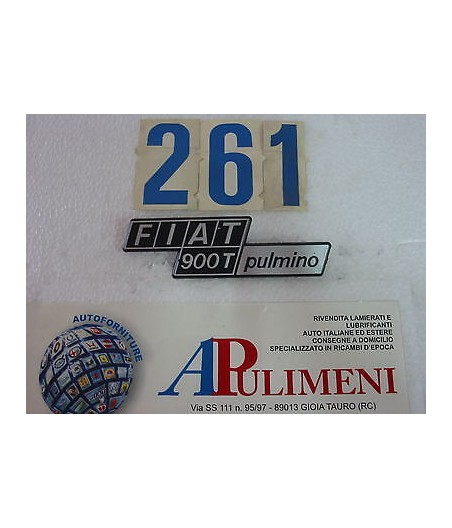 261
FIAT
900T pulmino
AUTOFORNITURE
RIVENDITA LAMIERATI E
LUBRIFICANTI
AUTO ITALIANE ED ESTERE
CONSEGNE A DOMICILIO
SPECIALIZZATO IN RICAMBI D'EPOCA
APULIMENI
Via SS 111 n. 95/97 - 89013 GIOIA TAURO (RC)